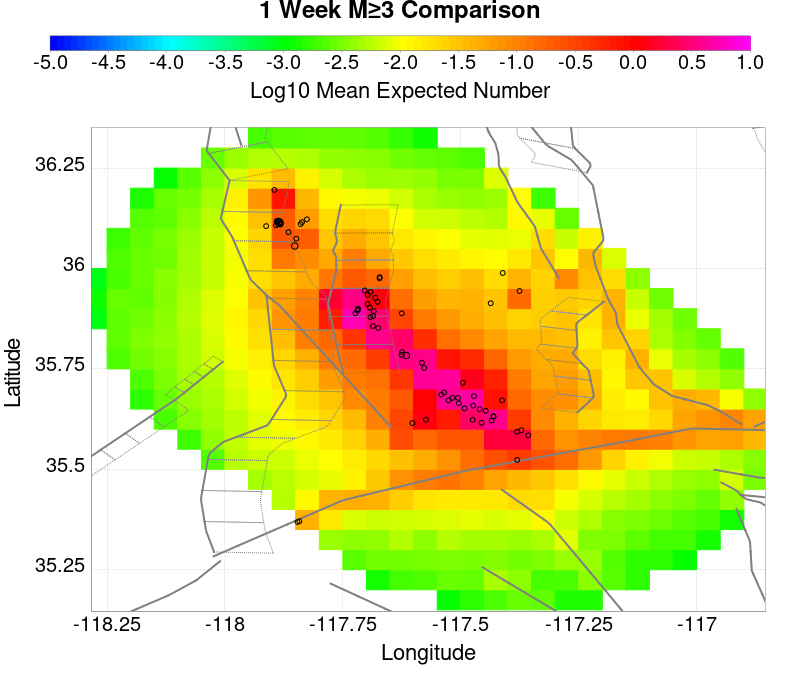 1 Week M≥3 Comparison
-5.0 -4.5 -4.0 -3.5 -3.0 -2.5 -2.0 -1.5 -1.0 -0.5 0.0 0.5 1.0
Log10 Mean Expected Number
36.25
36
35.75
35.5
35.25
Latitude
-118.25 -118 -117.75 -117.5 -117.25 -117
Longitude